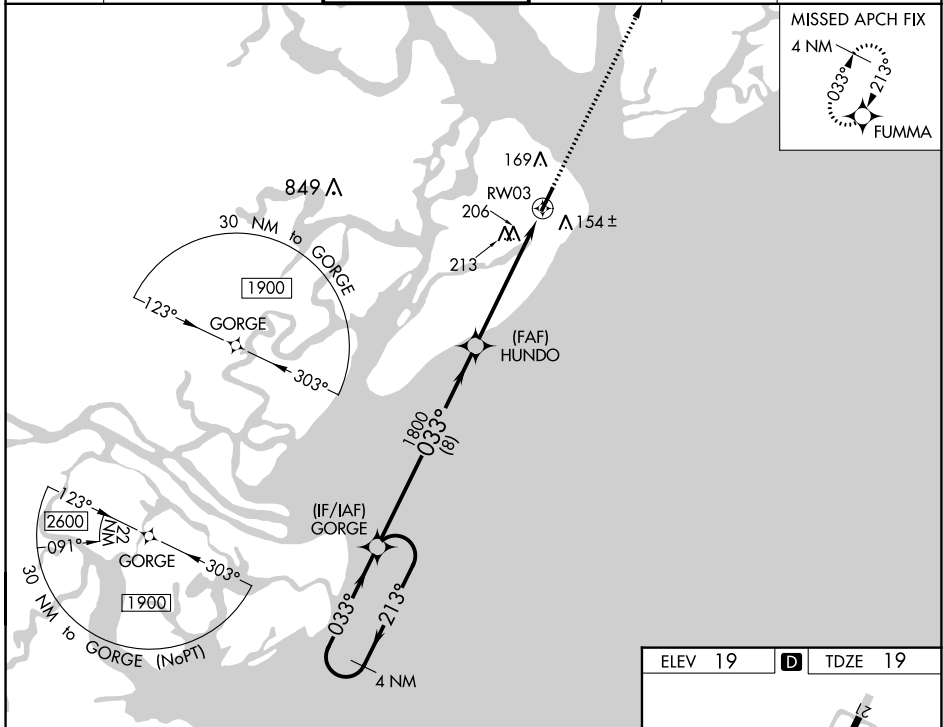 MISSED APCH FIX
4 NM
033°
213°
FUMMA
169
RW03
849
206
154 ±
213
30 NM to GORGE
1900
123°
GORGE
303°
(FAF)
HUNDO
1800
033°
(8)
(IF/IAF)
GORGE
123°
2600
22
NM
091°
GORGE
303°
1900
30 NM to GORGE (NoPT)
033°
213°
4 NM
ELEV 19
D
TDZE 19
21